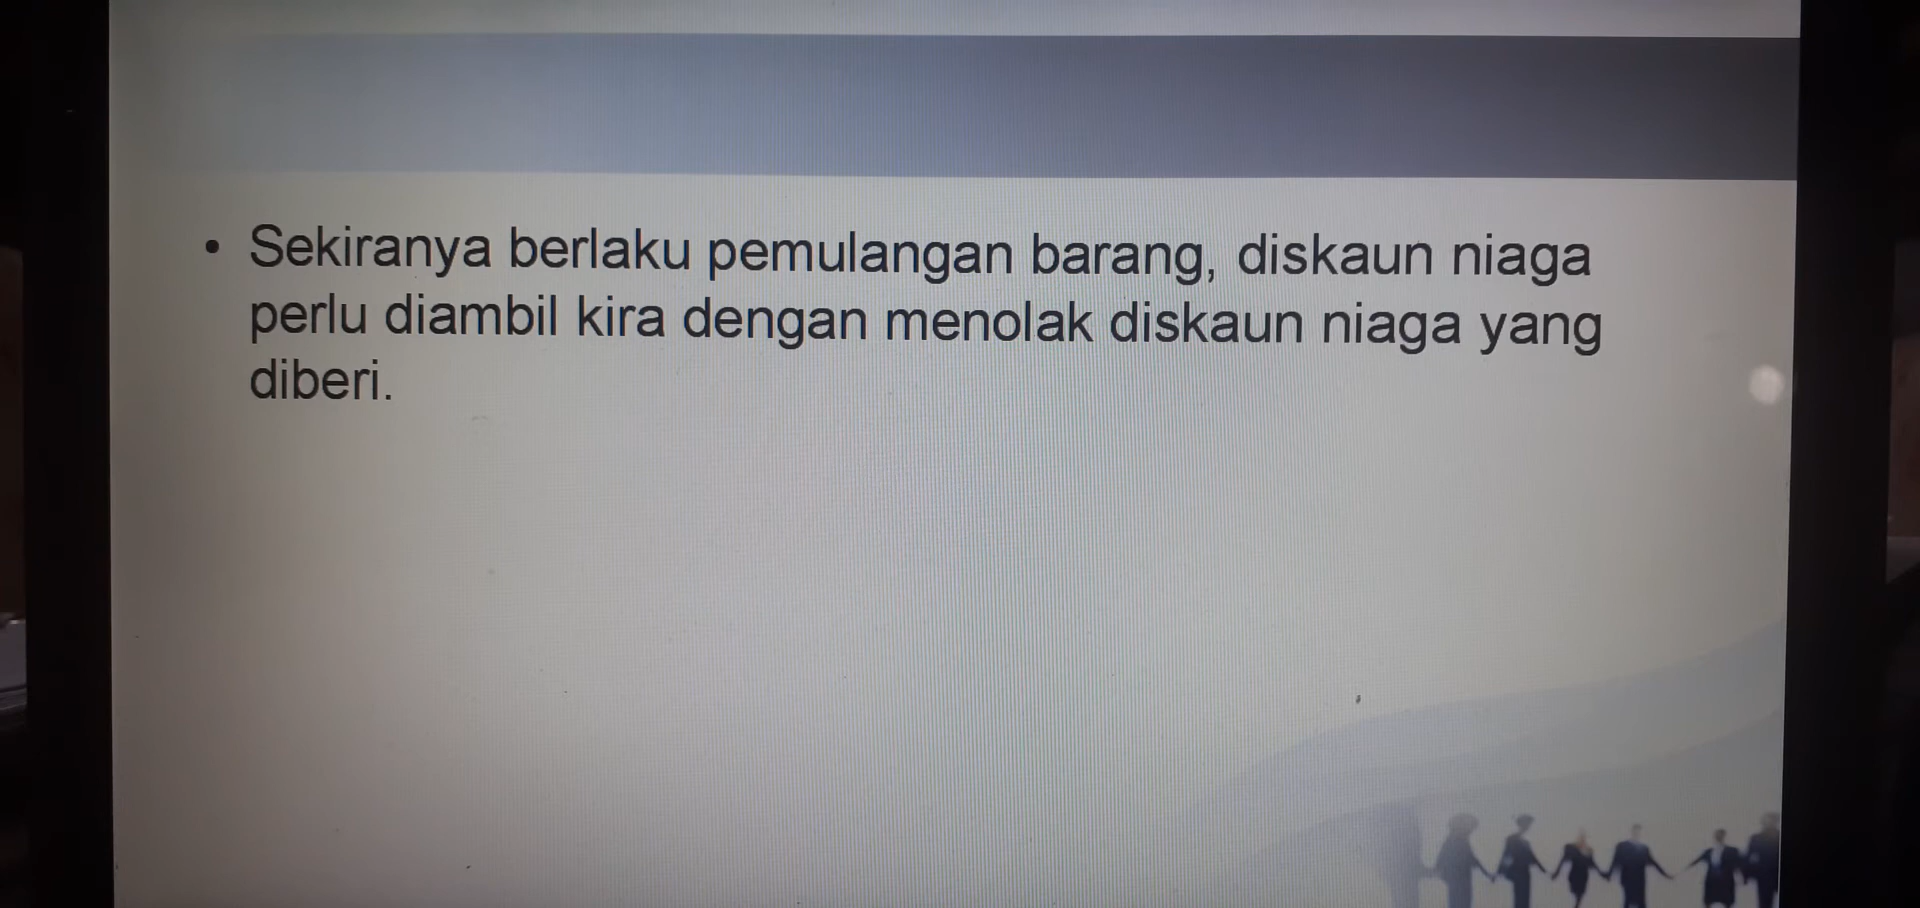 • Sekiranya berlaku pemulangan barang, diskaun niaga
perlu diambil kira dengan menolak diskaun niaga yang
diberi.